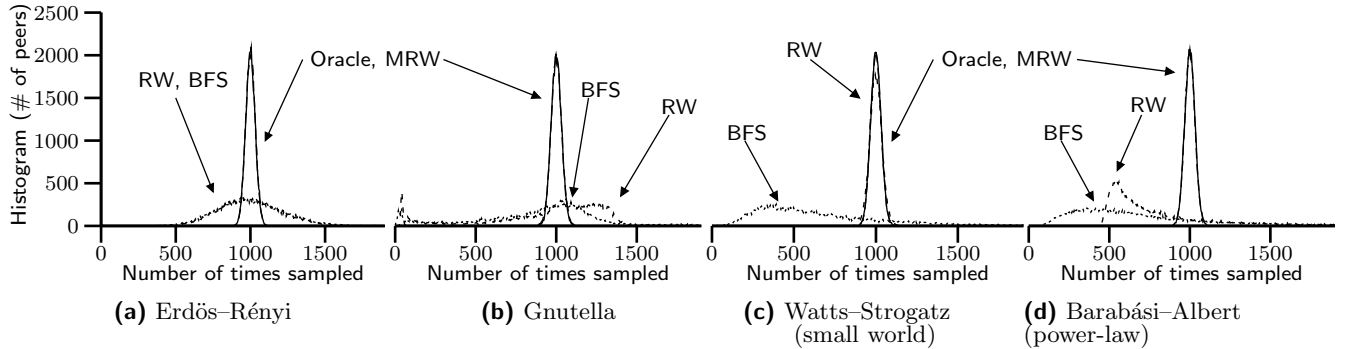 2500
2000
1500
1000
500
0
Histogram (# of peers)
RW, BFS
Oracle, MRW
BFS
RW
RW
BFS
Oracle, MRW
RW
BFS
0 500 1000 1500
0 500 1000 1500
0 500 1000 1500
0 500 1000 1500
Number of times sampled
Number of times sampled
Number of times sampled
Number of times sampled
(a) Erdös–Rényi
(b) Gnutella
(c) Watts–Strogatz
(small world)
(d) Barabási–Albert
(power-law)